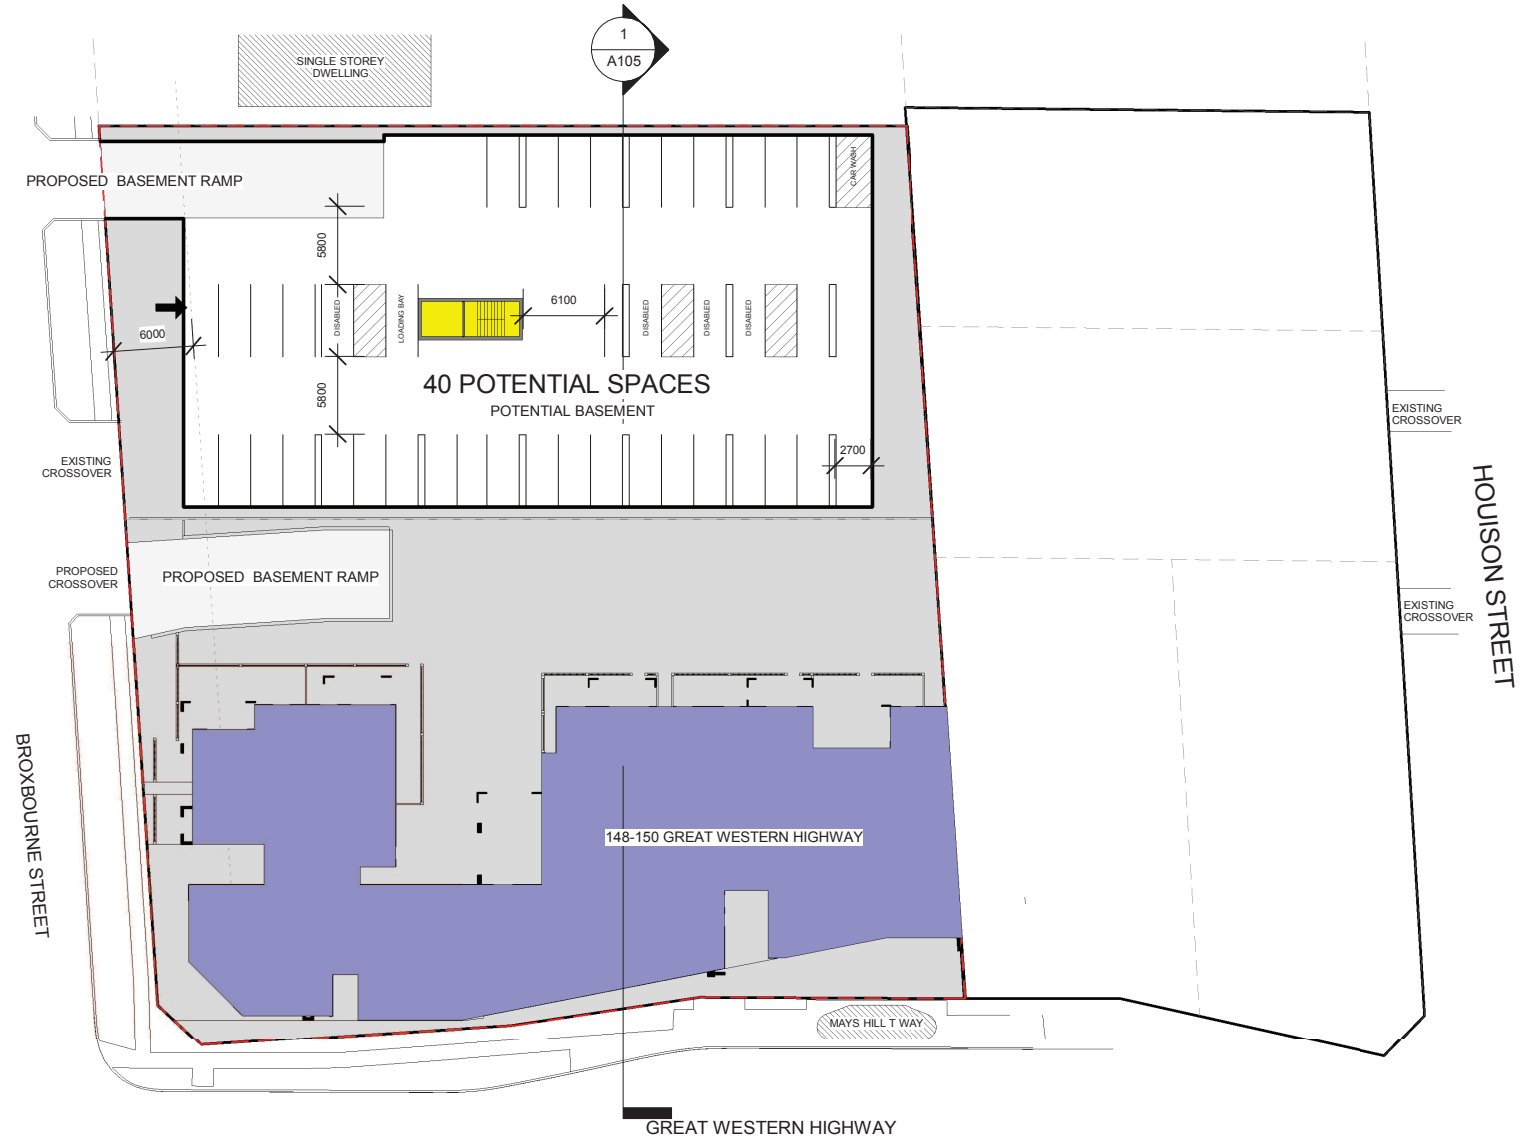 1
A105
SINGLE STOREY
DWELLING
CAR WASH
PROPOSED BASEMENT RAMP
5800
DISABLED
LOADING BAY
6100
DISABLED
DISABLED
DISABLED
6000
40 POTENTIAL SPACES
POTENTIAL BASEMENT
5800
2700
EXISTING
CROSSOVER
EXISTING
CROSSOVER
HOUISON STREET
PROPOSED
CROSSOVER
PROPOSED BASEMENT RAMP
EXISTING
CROSSOVER
BROXBOURNE STREET
148-150 GREAT WESTERN HIGHWAY
MAYS HILL T WAY
GREAT WESTERN HIGHWAY